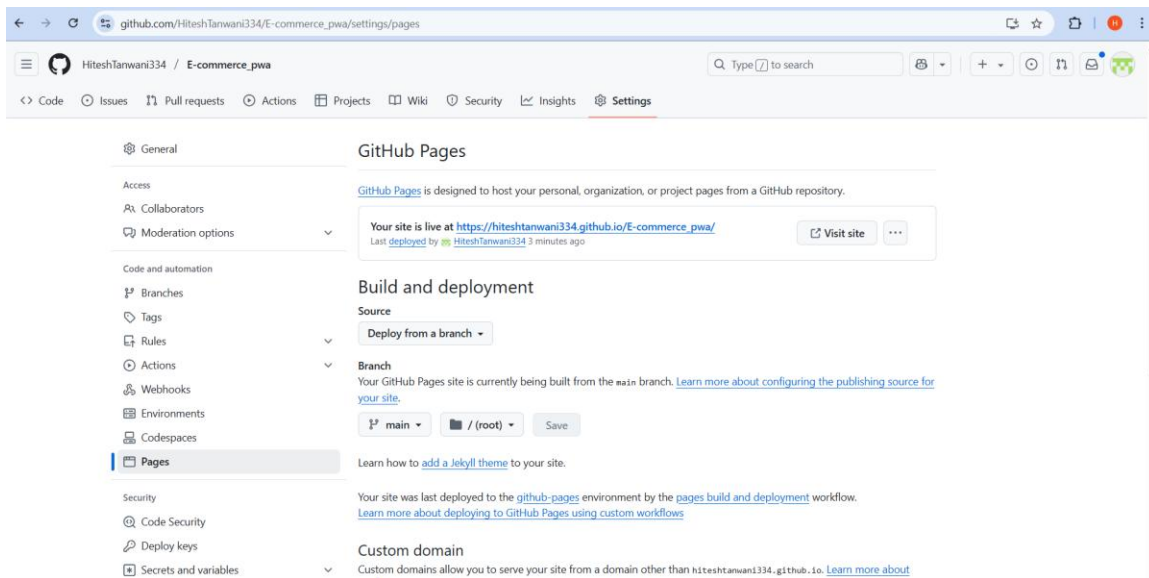 github.com/HiteshTanwani334/E-commerce_pwa/settings/pages
H
HiteshTanwani334 / E-commerce_pwa
Type / to search
Code Issues Pull requests Actions Projects Wiki Security Insights Settings
General
Access
Collaborators
Moderation options
Code and automation
Branches
Tags
Rules
Actions
Webhooks
Environments
Codespaces
Pages
Security
Code Security
Deploy keys
Secrets and variables
GitHub Pages
GitHub Pages is designed to host your personal, organization, or project pages from a GitHub repository.
Your site is live at https://hiteshtanwani334.github.io/E-commerce_pwa/
Last deployed by HiteshTanwani334 3 minutes ago
Visit site
Build and deployment
Source
Deploy from a branch
Branch
Your GitHub Pages site is currently being built from the main branch. Learn more about configuring the publishing source for
your site.
main / (root) Save
Learn how to add a Jekyll theme to your site.
Your site was last deployed to the github-pages environment by the pages build and deployment workflow.
Learn more about deploying to GitHub Pages using custom workflows
Custom domain
Custom domains allow you to serve your site from a domain other than hiteshtanwani334.github.io. Learn more about